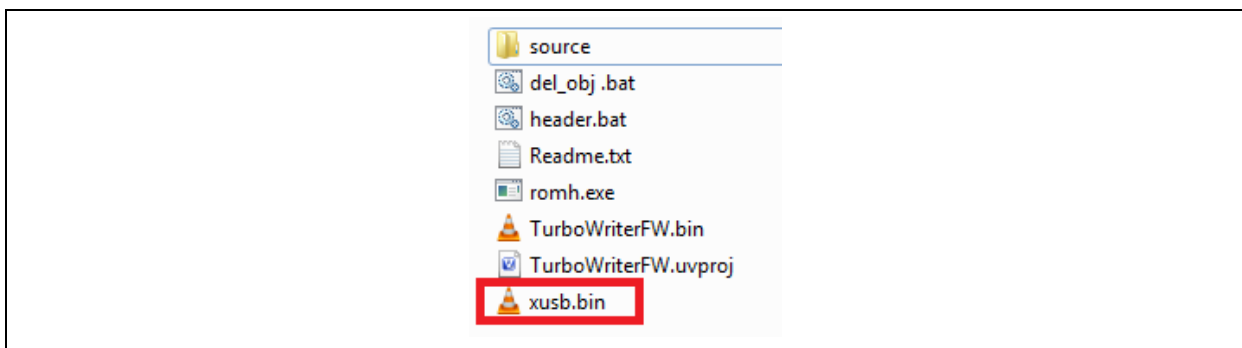 source
del_obj .bat
header.bat
Readme.txt
romh.exe
TurboWriterFW.bin
TurboWriterFW.uvproj
xusb.bin